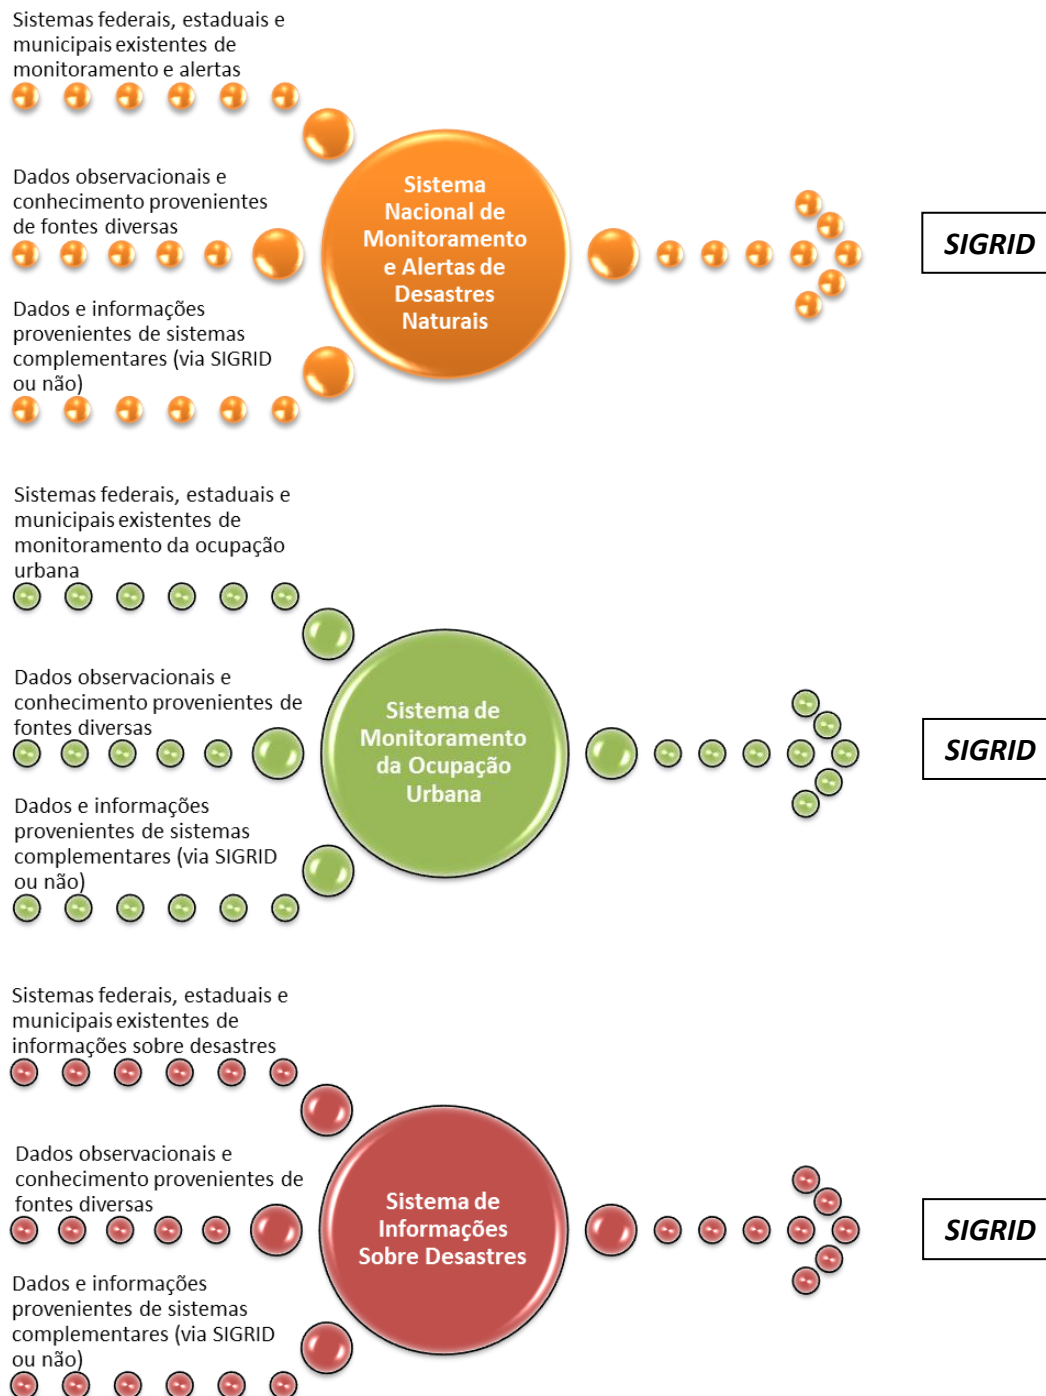 Sistemas federais, estaduais e
municipais existentes de
monitoramento e alertas
Dados observacionais e
conhecimento provenientes
de fontes diversas
Dados e informações
provenientes de sistemas
complementares (via SIGRID
ou não)
Sistema
Nacional de
Monitoramento
e Alertas de
Desastres
Naturais
SIGRID
Sistemas federais, estaduais e
municipais existentes de
monitoramento da ocupação
urbana
Dados observacionais e
conhecimento provenientes de
fontes diversas
Dados e informações
provenientes de sistemas
complementares (via SIGRID
ou não)
Sistema de
Monitoramento
da Ocupação
Urbana
SIGRID
Sistemas federais, estaduais e
municipais existentes de
informações sobre desastres
Dados observacionais e
conhecimento provenientes de
fontes diversas
Dados e informações
provenientes de sistemas
complementares (via SIGRID
ou não)
Sistema de
Informações
Sobre Desastres
SIGRID